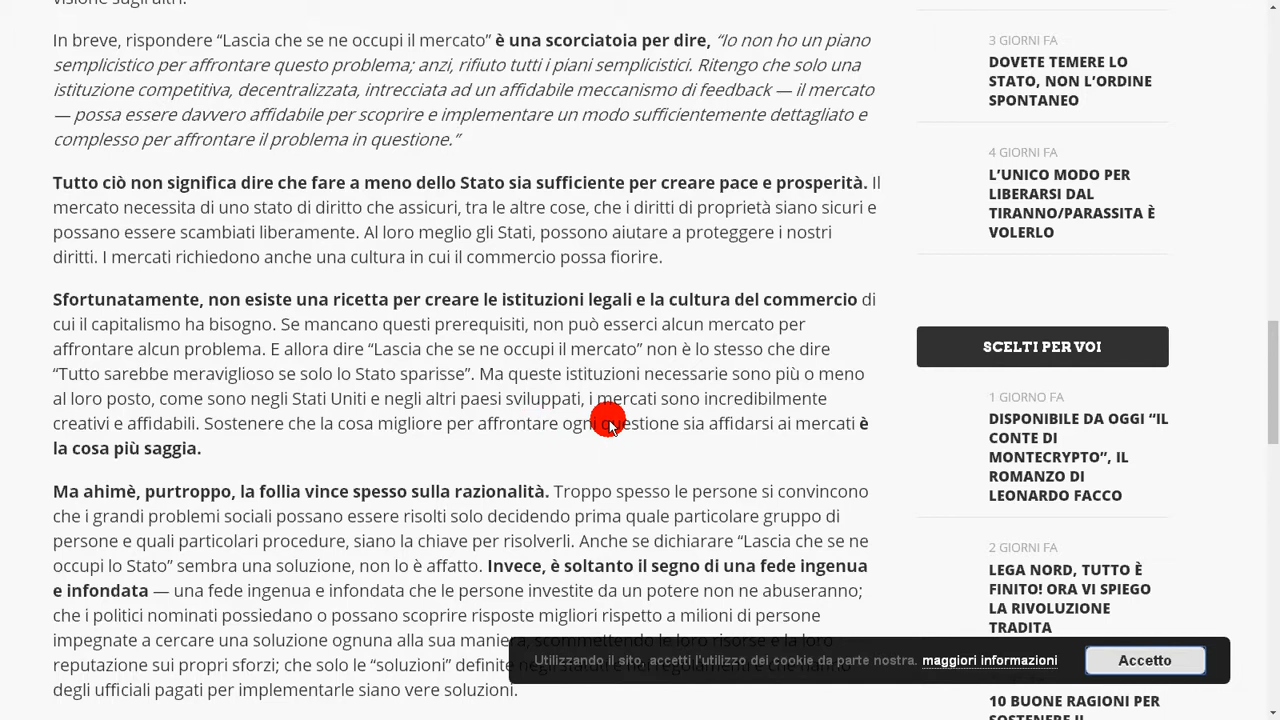 visione sugli altri.
In breve, rispondere “Lascia che se ne occupi il mercato” è una scorciatoia per dire, “Io non ho un piano
semplicistico per affrontare questo problema; anzi, rifiuto tutti i piani semplicistici. Ritengo che solo una
istituzione competitiva, decentralizzata, intrecciata ad un affidabile meccanismo di feedback — il mercato
— possa essere davvero affidabile per scoprire e implementare un modo sufficientemente dettagliato e
complesso per affrontare il problema in questione.”
Tutto ciò non significa dire che fare a meno dello Stato sia sufficiente per creare pace e prosperità. Il
mercato necessita di uno stato di diritto che assicuri, tra le altre cose, che i diritti di proprietà siano sicuri e
possano essere scambiati liberamente. Al loro meglio gli Stati, possono aiutare a proteggere i nostri
diritti. I mercati richiedono anche una cultura in cui il commercio possa fiorire.
Sfortunatamente, non esiste una ricetta per creare le istituzioni legali e la cultura del commercio di
cui il capitalismo ha bisogno. Se mancano questi prerequisiti, non può esserci alcun mercato per
affrontare alcun problema. E allora dire “Lascia che se ne occupi il mercato” non è lo stesso che dire
“Tutto sarebbe meraviglioso se solo lo Stato sparisse”. Ma queste istituzioni necessarie sono più o meno
al loro posto, come sono negli Stati Uniti e negli altri paesi sviluppati, i mercati sono incredibilmente
creativi e affidabili. Sostenere che la cosa migliore per affrontare ogni questione sia affidarsi ai mercati è
la cosa più saggia.
Ma ahimè, purtroppo, la follia vince spesso sulla razionalità. Troppo spesso le persone si convincono
che i grandi problemi sociali possano essere risolti solo decidendo prima quale particolare gruppo di
persone e quali particolari procedure, siano la chiave per risolverli. Anche se dichiarare “Lascia che se ne
occupi lo Stato” sembra una soluzione, non lo è affatto. Invece, è soltanto il segno di una fede ingenua
e infondata — una fede ingenua e infondata che le persone investite da un potere non ne abuseranno;
che i politici nominati possiedano o possano scoprire risposte migliori rispetto a milioni di persone
impegnate a cercare una soluzione ognuna alla sua maniera, scommettendo le loro risorse e la loro
reputazione sui propri sforzi; che solo le “soluzioni” definite negli statuti e nei regolamenti e che hanno
degli ufficiali pagati per implementarle siano vere soluzioni.
3 GIORNI FA
DOVETE TEMERE LO
STATO, NON L’ORDINE
SPONTANEO
4 GIORNI FA
L’UNICO MODO PER
LIBERARSI DAL
TIRANNO/PARASSITA È
VOLERLO
SCELTI PER VOI
1 GIORNO FA
DISPONIBILE DA OGGI “IL
CONTE DI
MONTECRYPTO”, IL
ROMANZO DI
LEONARDO FACCO
2 GIORNI FA
LEGA NORD, TUTTO È
FINITO! ORA VI SPIEGO
LA RIVOLUZIONE
TRADITA
10 BUONE RAGIONI PER
SOSTENERE IL
Utilizzando il sito, accetti l'utilizzo dei cookie da parte nostra. maggiori informazioni
Accetto